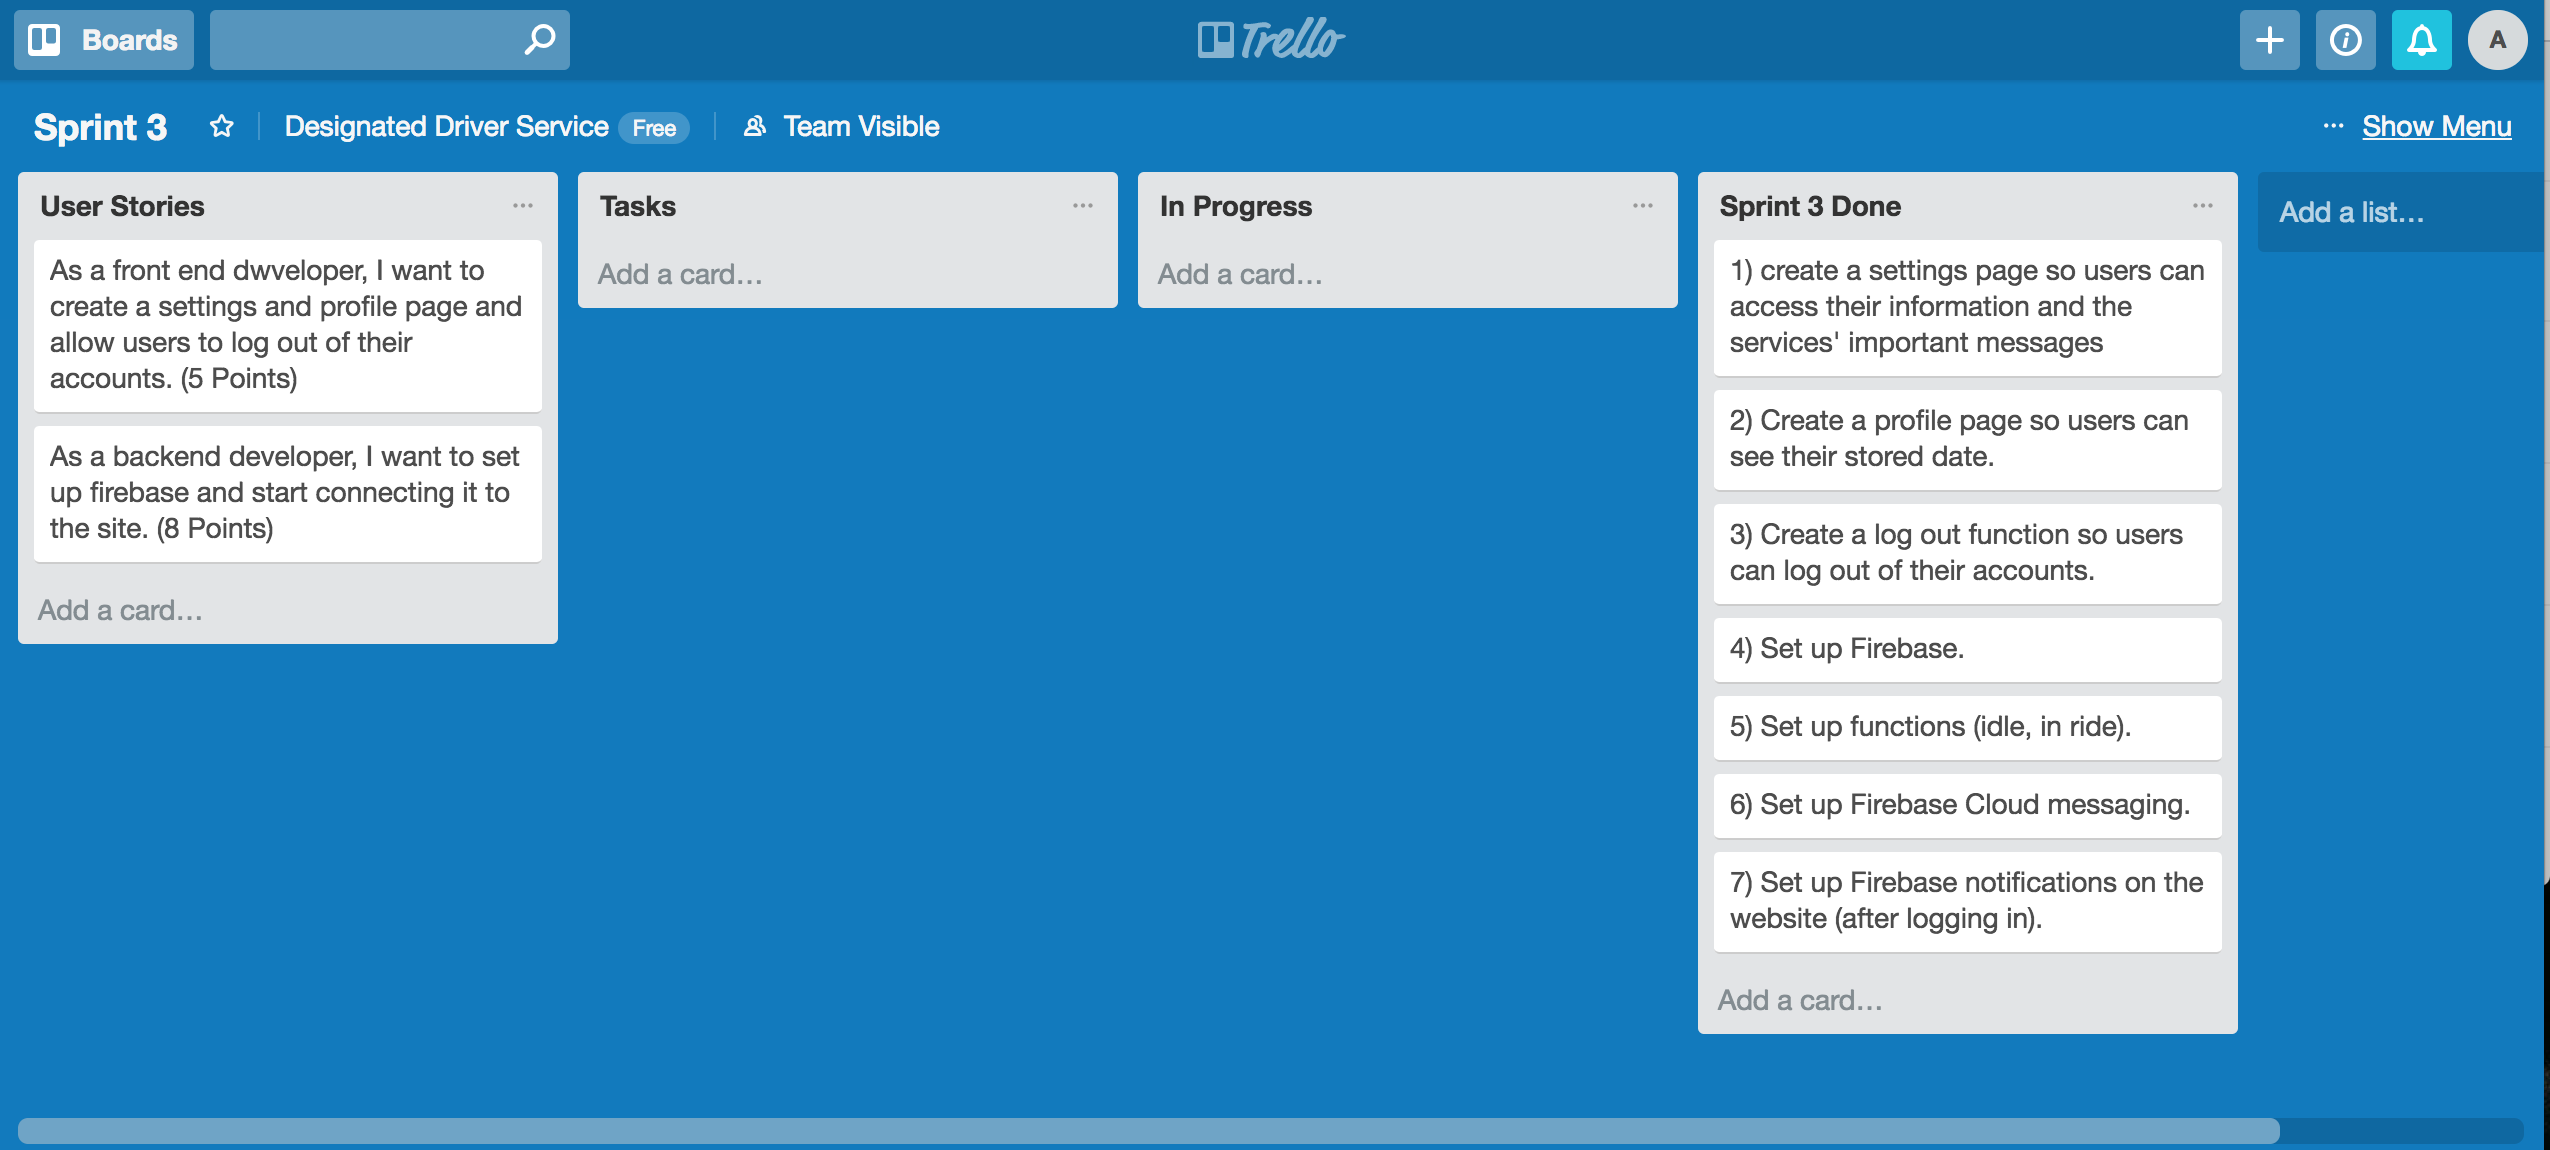 Boards
Trello
A
Sprint 3
Designated Driver Service Free
Team Visible
... Show Menu
User Stories
As a front end dwveloper, I want to
create a settings and profile page and
allow users to log out of their
accounts. (5 Points)
As a backend developer, I want to set
up firebase and start connecting it to
the site. (8 Points)
Add a card...
Tasks
Add a card...
In Progress
Add a card...
Sprint 3 Done
1) create a settings page so users can
access their information and the
services' important messages
2) Create a profile page so users can
see their stored date.
3) Create a log out function so users
can log out of their accounts.
4) Set up Firebase.
5) Set up functions (idle, in ride).
6) Set up Firebase Cloud messaging.
7) Set up Firebase notifications on the
website (after logging in).
Add a card...
Add a list...